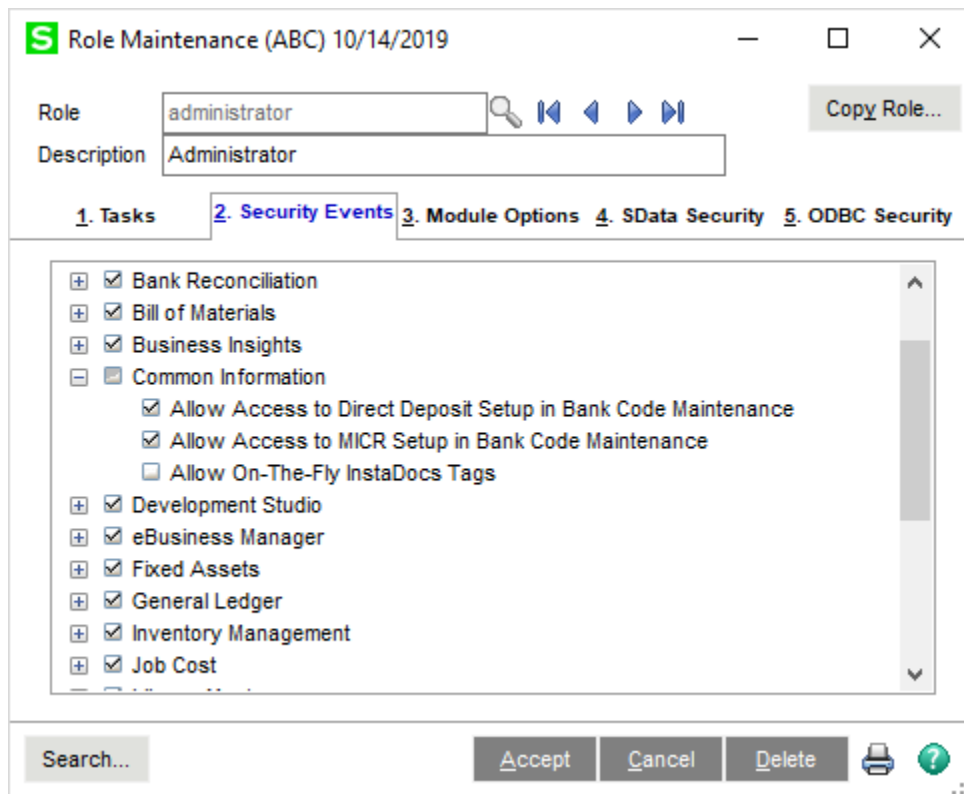 S Role Maintenance (ABC) 10/14/2019
Role administrator Copy Role...
Description Administrator
1. Tasks 2. Security Events 3. Module Options 4. SData Security 5. ODBC Security
Bank Reconciliation
Bill of Materials
Business Insights
Common Information
Allow Access to Direct Deposit Setup in Bank Code Maintenance
Allow Access to MICR Setup in Bank Code Maintenance
Allow On-The-Fly InstaDocs Tags
Development Studio
eBusiness Manager
Fixed Assets
General Ledger
Inventory Management
Job Cost
Search... Accept Cancel Delete ?